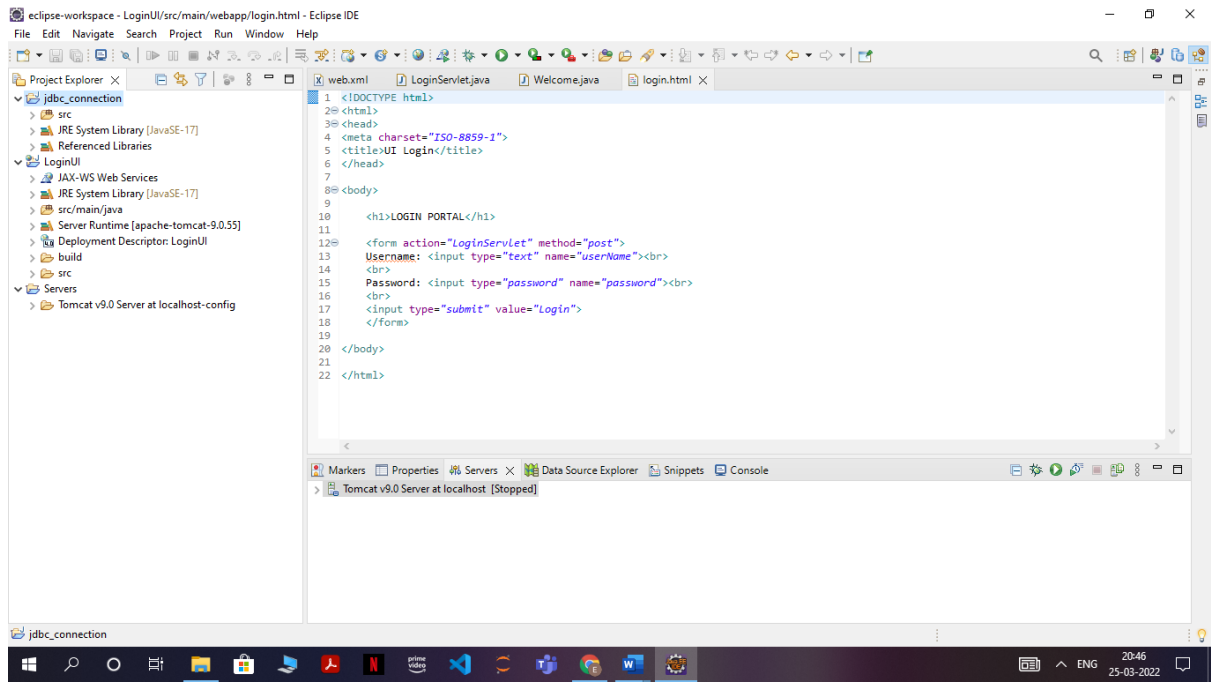 eclipse-workspace - LoginUI/src/main/webapp/login.html - Eclipse IDE
File Edit Navigate Search Project Run Window Help
Project Explorer
web.xml LoginServlet.java Welcome.java login.html
jdbc_connection
src
JRE System Library [JavaSE-17]
Referenced Libraries
LoginUI
JAX-WS Web Services
JRE System Library [JavaSE-17]
src/main/java
Server Runtime [apache-tomcat-9.0.55]
Deployment Descriptor: LoginUI
build
src
Servers
Tomcat v9.0 Server at localhost-config
1 <!DOCTYPE html>
2 <html>
3 <head>
4 <meta charset="ISO-8859-1">
5 <title>UI Login</title>
6 </head>
7
8 <body>
9
10 <h1>LOGIN PORTAL</h1>
11
12 <form action="LoginServlet" method="post">
13 Username: <input type="text" name="userName"><br>
14 <br>
15 Password: <input type="password" name="password"><br>
16 <br>
17 <input type="submit" value="Login">
18 </form>
19
20 </body>
21
22 </html>
Markers Properties Servers Data Source Explorer Snippets Console
Tomcat v9.0 Server at localhost [Stopped]
jdbc_connection
prime video
ENG
20:46
25-03-2022